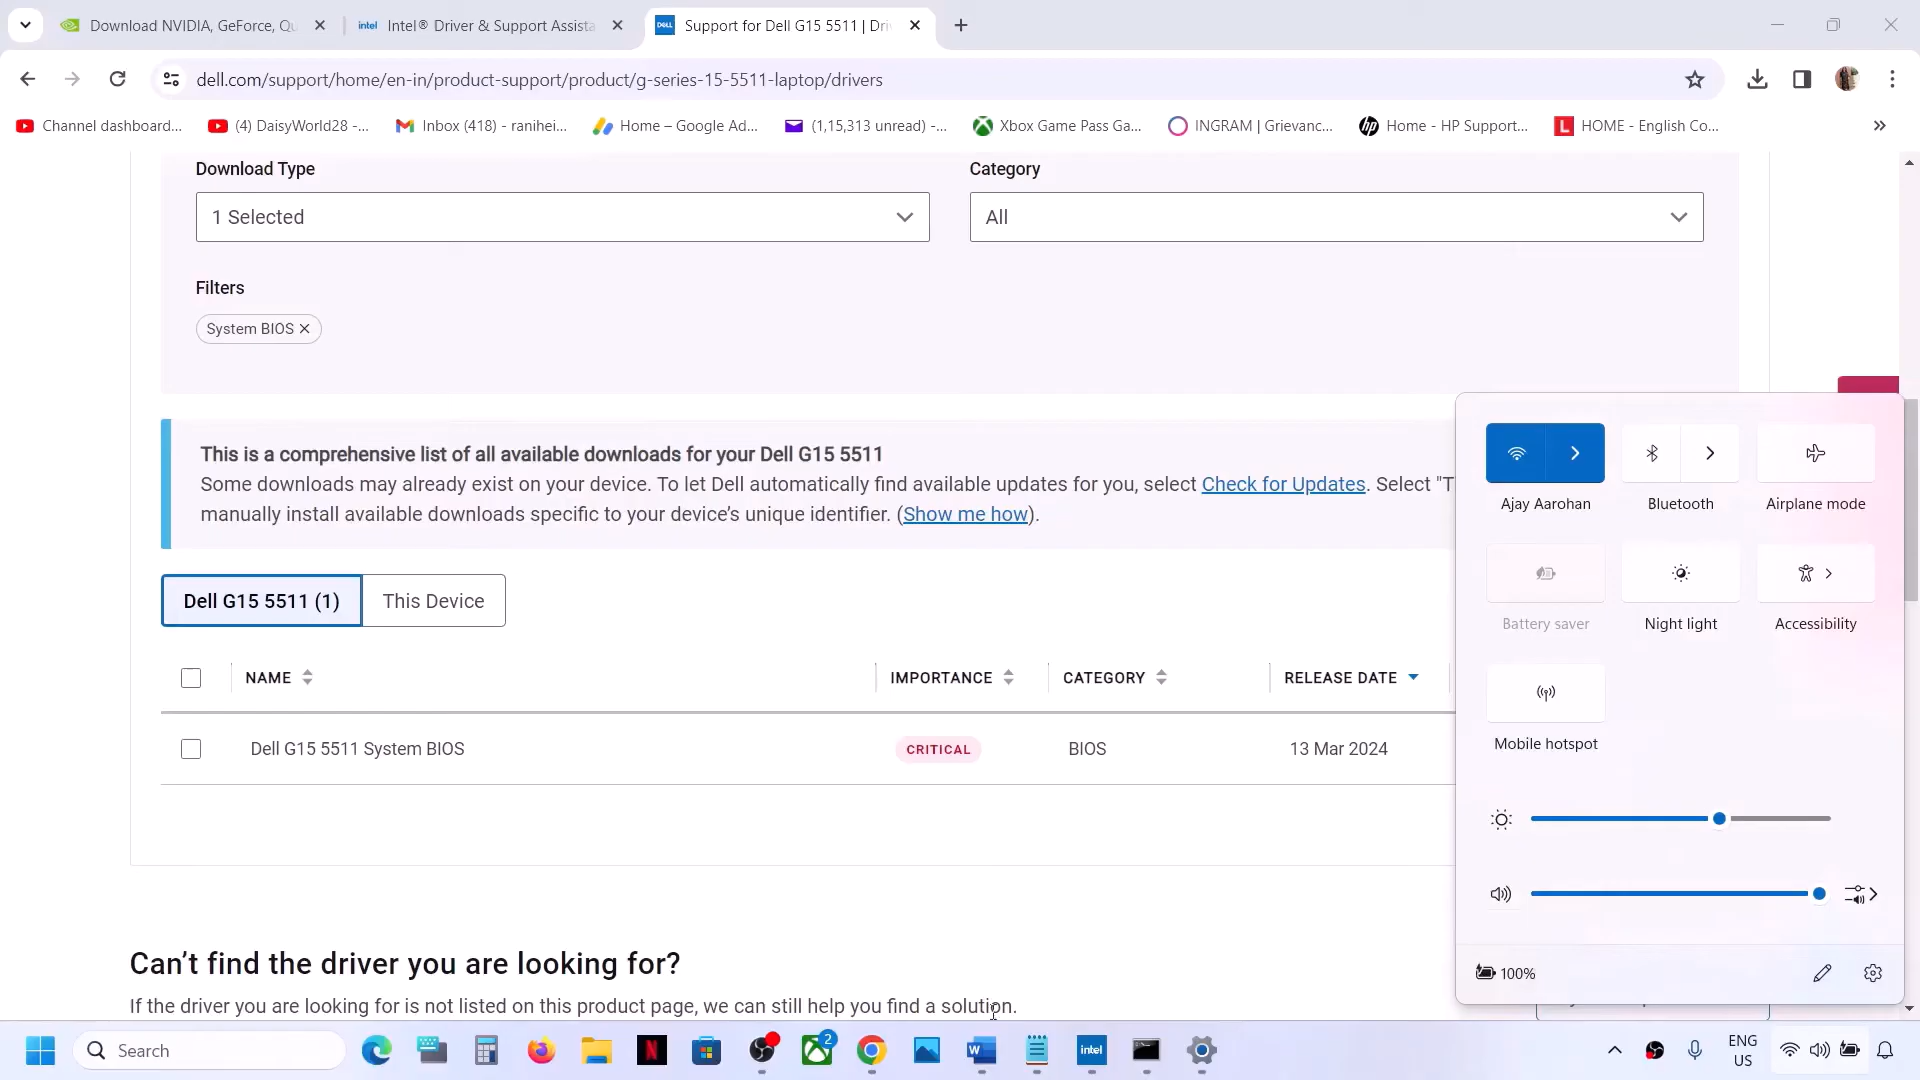 Download NVIDIA, GeForce, Qu
intel Intel® Driver & Support Assista
DELL Support for Dell G15 5511 | Dri
dell.com/support/home/en-in/product-support/product/g-series-15-5511-laptop/drivers
Channel dashboard...
(4) DaisyWorld28 -...
Inbox (418) - ranihei...
Home – Google Ad...
(1,15,313 unread) -...
Xbox Game Pass Ga...
INGRAM | Grievanc...
Home - HP Support...
HOME - English Co...
Download Type
Category
1 Selected
All
Filters
System BIOS
This is a comprehensive list of all available downloads for your Dell G15 5511
Some downloads may already exist on your device. To let Dell automatically find available updates for you, select Check for Updates. Select "T
manually install available downloads specific to your device’s unique identifier. (Show me how).
Dell G15 5511 (1)
This Device
NAME
IMPORTANCE
CATEGORY
RELEASE DATE
Dell G15 5511 System BIOS
CRITICAL
BIOS
13 Mar 2024
Can’t find the driver you are looking for?
If the driver you are looking for is not listed on this product page, we can still help you find a solution.
Ajay Aarohan
Bluetooth
Airplane mode
Battery saver
Night light
Accessibility
Mobile hotspot
100%
Search
2
intel
ENG
US